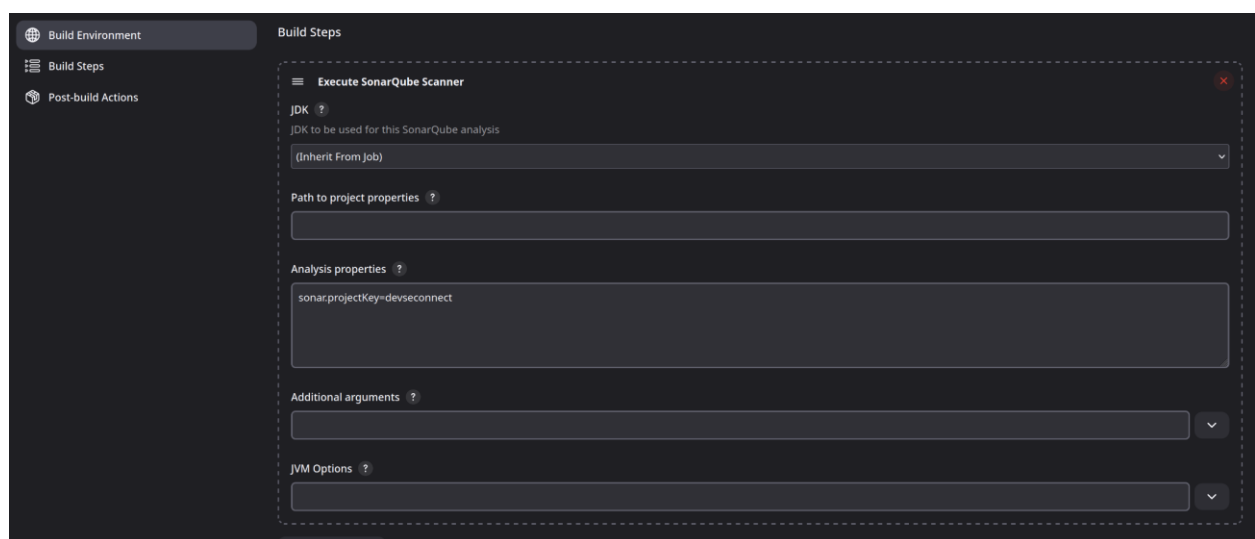 Build Environment
Build Steps
Post-build Actions
Build Steps
Execute SonarQube Scanner
JDK ?
JDK to be used for this SonarQube analysis
(Inherit From Job)
Path to project properties ?
Analysis properties ?
sonar.projectKey=devseconnect
Additional arguments ?
JVM Options ?